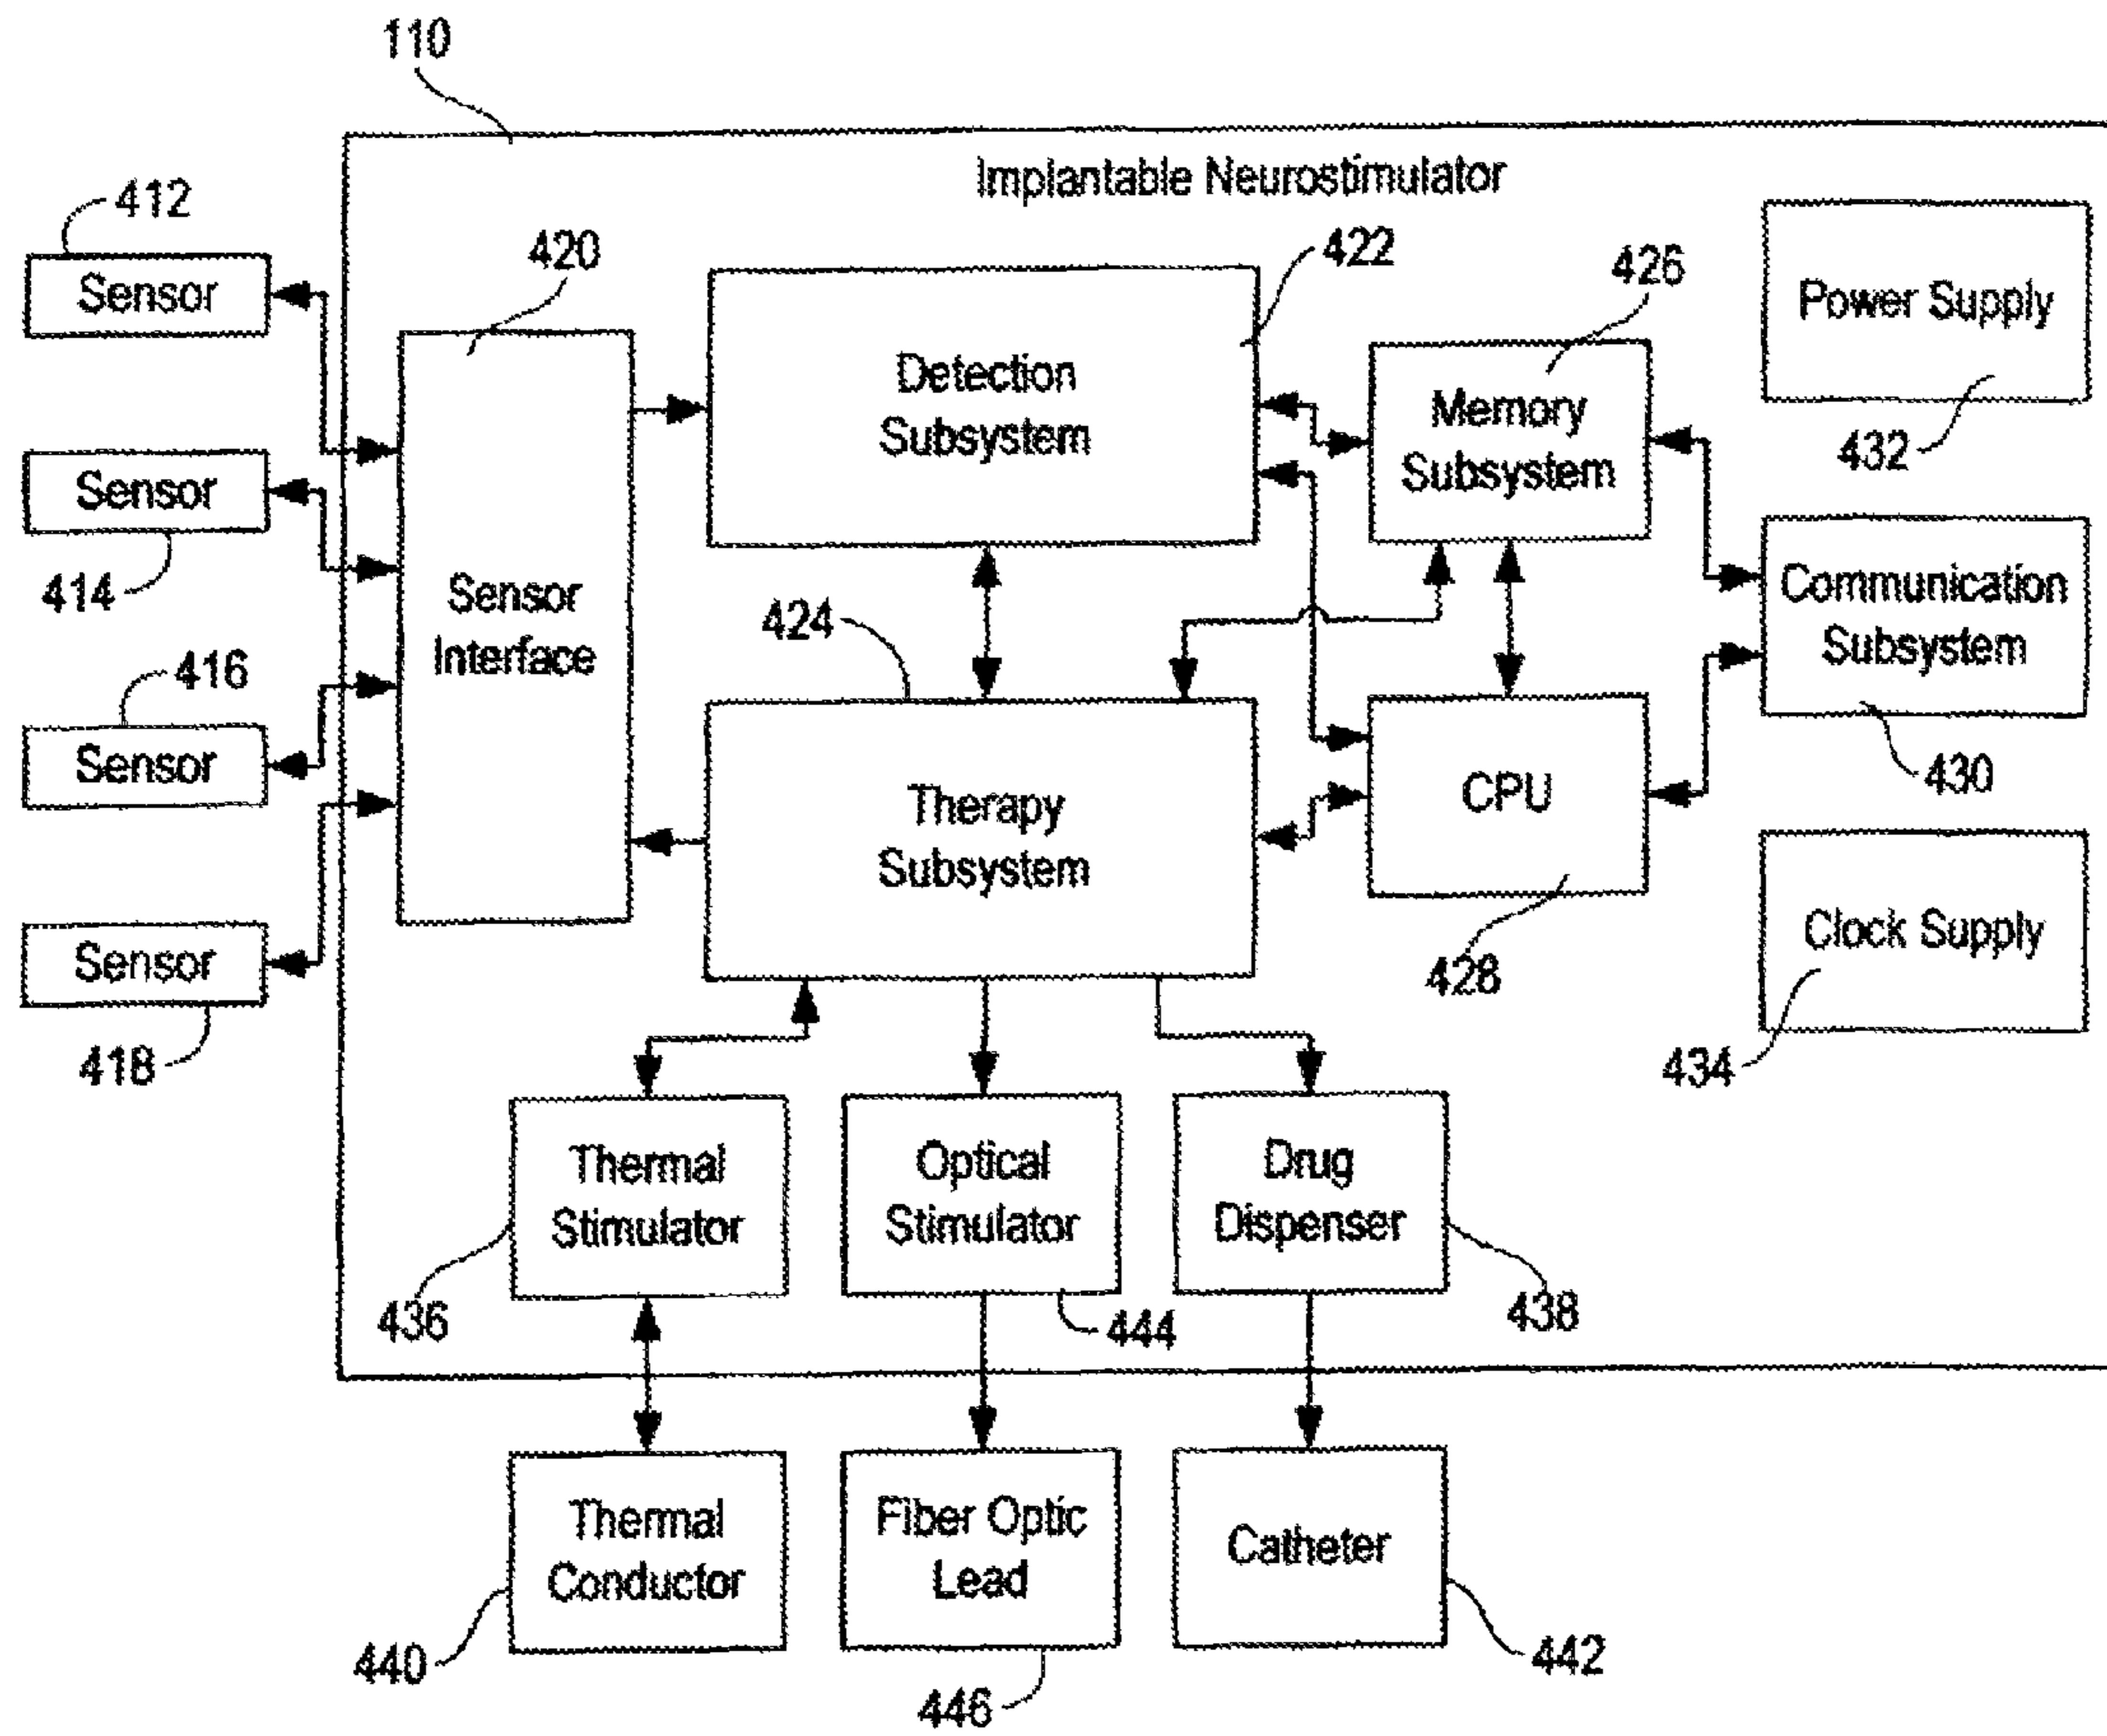 110
Implantable Neurostimulator
412
Sensor
414
Sensor
416
Sensor
418
Sensor
420
Sensor
Interface
422
Detection
Subsystem
424
Therapy
Subsystem
426
Memory
Subsystem
CPU
428
Power Supply
432
Communication
Subsystem
430
Clock Supply
434
Thermal
Stimulator
436
Optical
Stimulator
444
Drug
Dispenser
438
Thermal
Conductor
440
Fiber Optic
Lead
446
Catheter
442